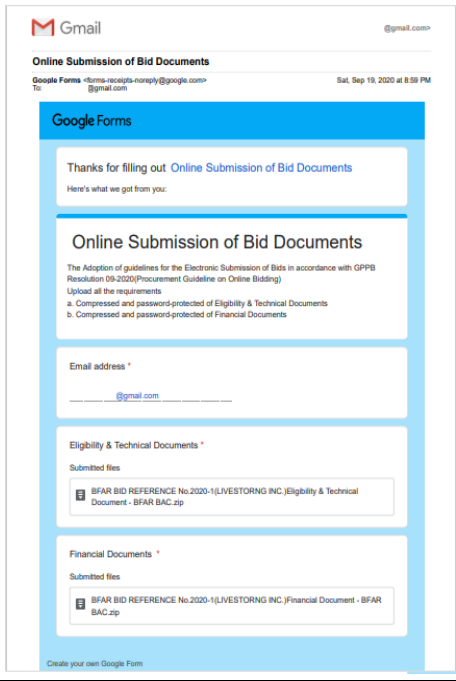 Gmail
@gmail.com>
Online Submission of Bid Documents
Google Forms <forms-receipts-noreply@google.com>
Sat, Sep 19, 2020 at 8:59 PM
To: @gmail.com
Google Forms
Thanks for filling out Online Submission of Bid Documents
Here's what we got from you:
Online Submission of Bid Documents
The Adoption of guidelines for the Electronic Submission of Bids in accordance with GPPB
Resolution 09-2020(Procurement Guideline on Online Bidding)
Upload all the requirements
a. Compressed and password-protected of Eligibility & Technical Documents
b. Compressed and password-protected of Financial Documents
Email address *
@gmail.com
Eligibility & Technical Documents *
Submitted files
BFAR BID REFERENCE No.2020-1(LIVESTORNG INC.)Eligibility & Technical
Document - BFAR BAC.zip
Financial Documents *
Submitted files
BFAR BID REFERENCE No.2020-1(LIVESTORNG INC.)Financial Document - BFAR
BAC.zip
Create your own Google Form